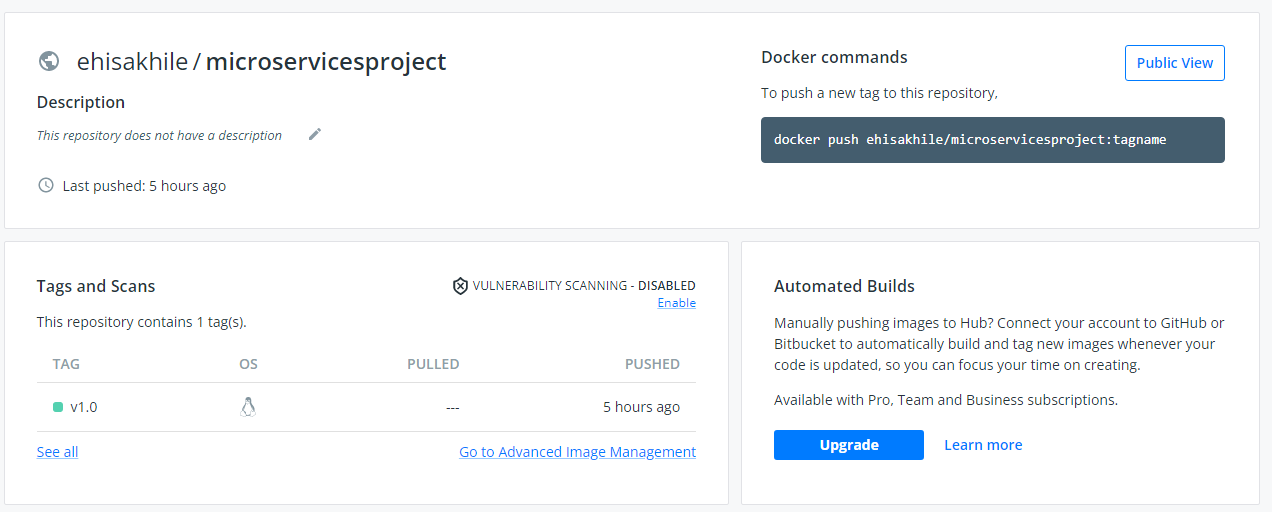 ehisakhile / microservicesproject
Description
This repository does not have a description
Last pushed: 5 hours ago
Docker commands
Public View
To push a new tag to this repository,
docker push ehisakhile/microservicesproject:tagname
Tags and Scans
VULNERABILITY SCANNING - DISABLED
Enable
This repository contains 1 tag(s).
TAG OS PULLED PUSHED
v1.0 --- 5 hours ago
See all
Go to Advanced Image Management
Automated Builds
Manually pushing images to Hub? Connect your account to GitHub or
Bitbucket to automatically build and tag new images whenever your
code is updated, so you can focus your time on creating.
Available with Pro, Team and Business subscriptions.
Upgrade
Learn more